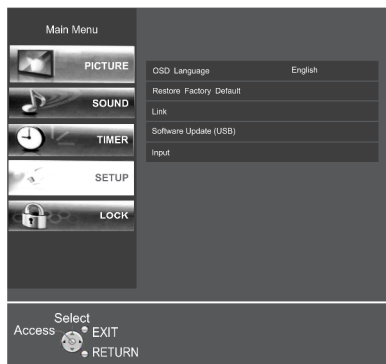 Main Menu
PICTURE
SOUND
TIMER
SETUP
LOCK
OSD Language English
Restore Factory Default
Link
Software Update (USB)
Input
Select
Access
EXIT
RETURN